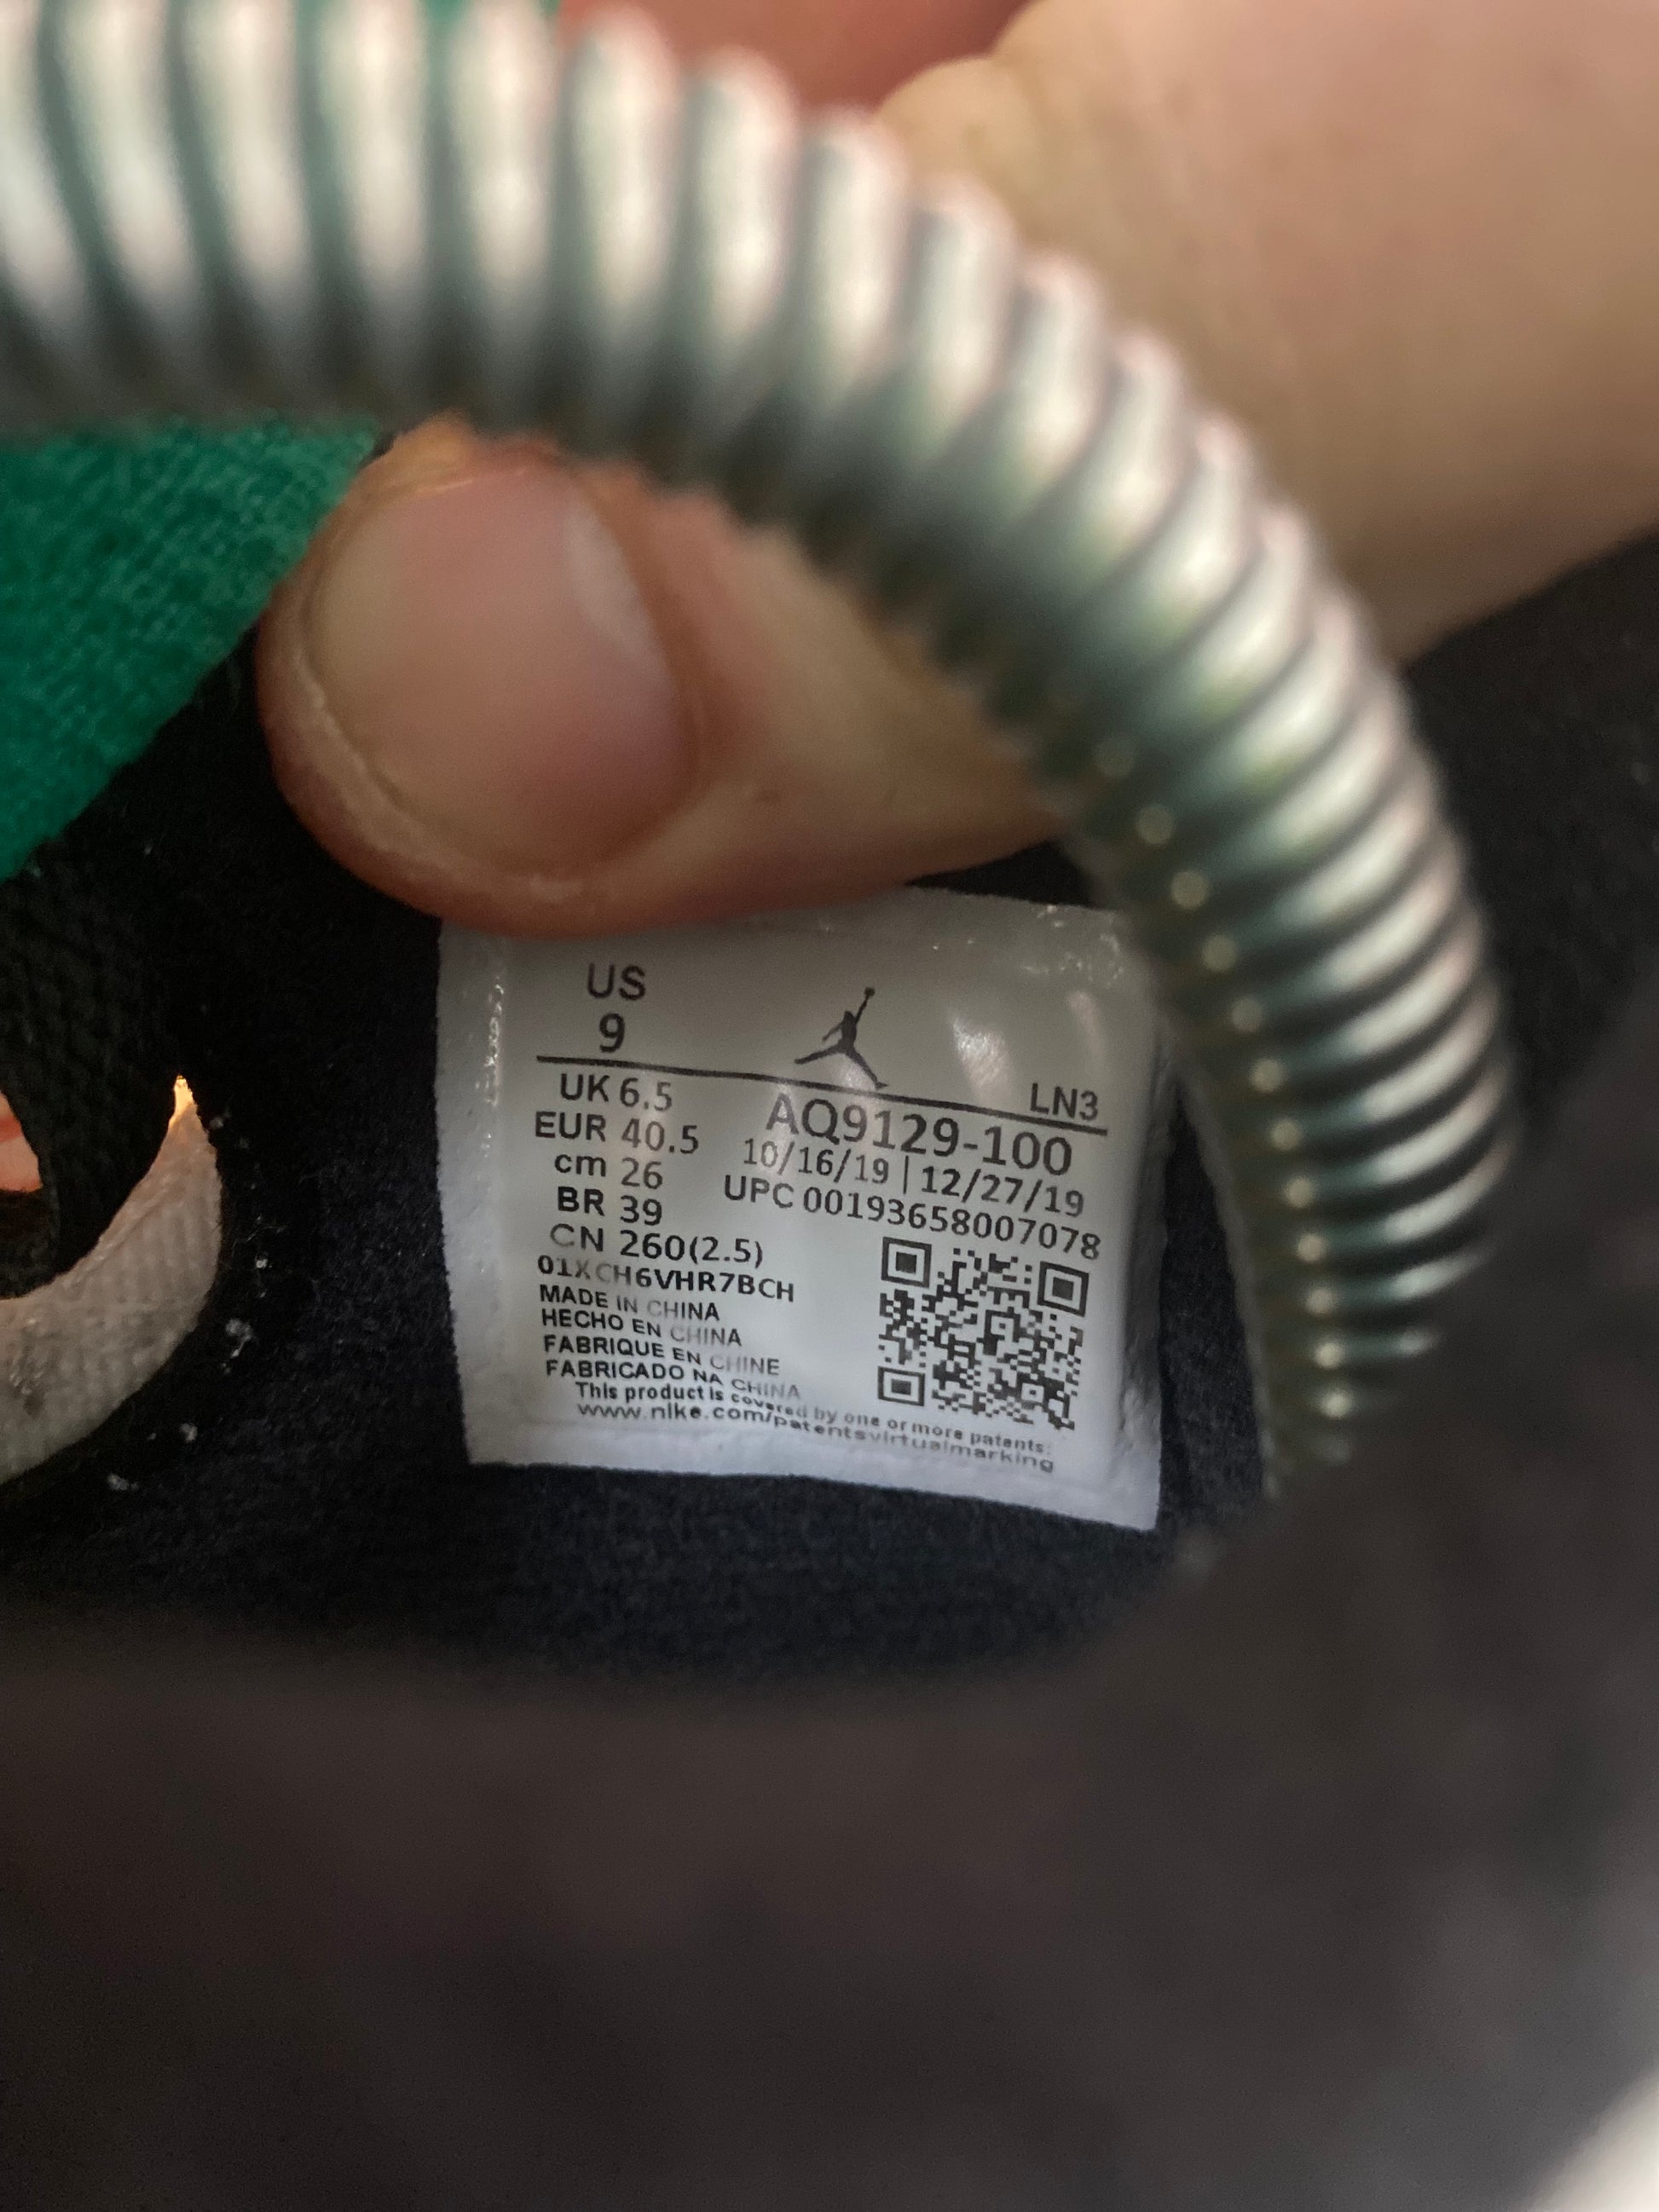 US
9
LN3
UK 6.5
AQ9129-100
EUR 40.5
10/16/19 | 12/27/19
cm 26
UPC 00193658007078
BR 39
CN 260(2.5)
01XCH6VHR7BCH
MADE IN CHINA
HECHO EN CHINA
FABRIQUE EN CHINE
FABRICADO NA CHINA
This product is covered by one or more patents:
www.nike.com/patentsvirtualmarking